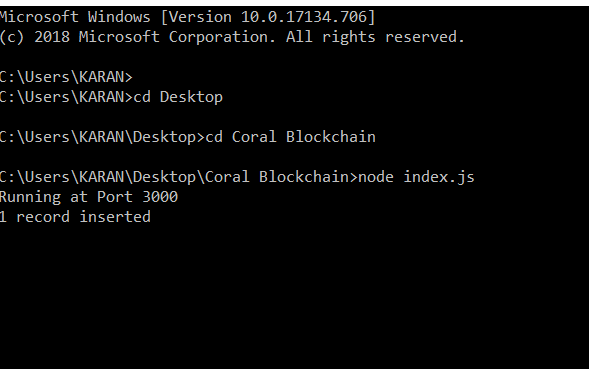 Microsoft Windows [Version 10.0.17134.706]
(c) 2018 Microsoft Corporation. All rights reserved.
C:\Users\KARAN>
C:\Users\KARAN>cd Desktop
C:\Users\KARAN\Desktop>cd Coral Blockchain
C:\Users\KARAN\Desktop\Coral Blockchain>node index.js
Running at Port 3000
1 record inserted